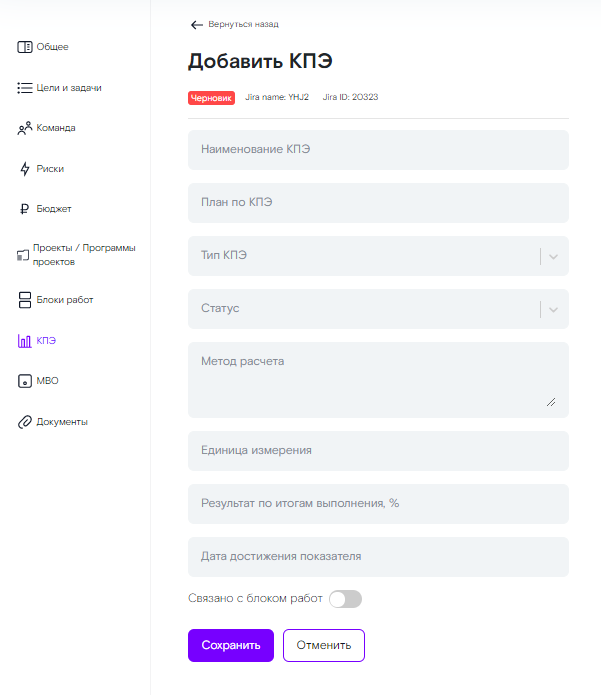 Общее
Цели и задачи
Команда
Риски
Бюджет
Проекты / Программы
проектов
Блоки работ
КПЭ
МВО
Документы
Вернуться назад
Добавить КПЭ
Черновик Jira name: YHJ2 Jira ID: 20323
Наименование КПЭ
План по КПЭ
Тип КПЭ
Статус
Метод расчета
Единица измерения
Результат по итогам выполнения, %
Дата достижения показателя
Связано с блоком работ
Сохранить Отменить